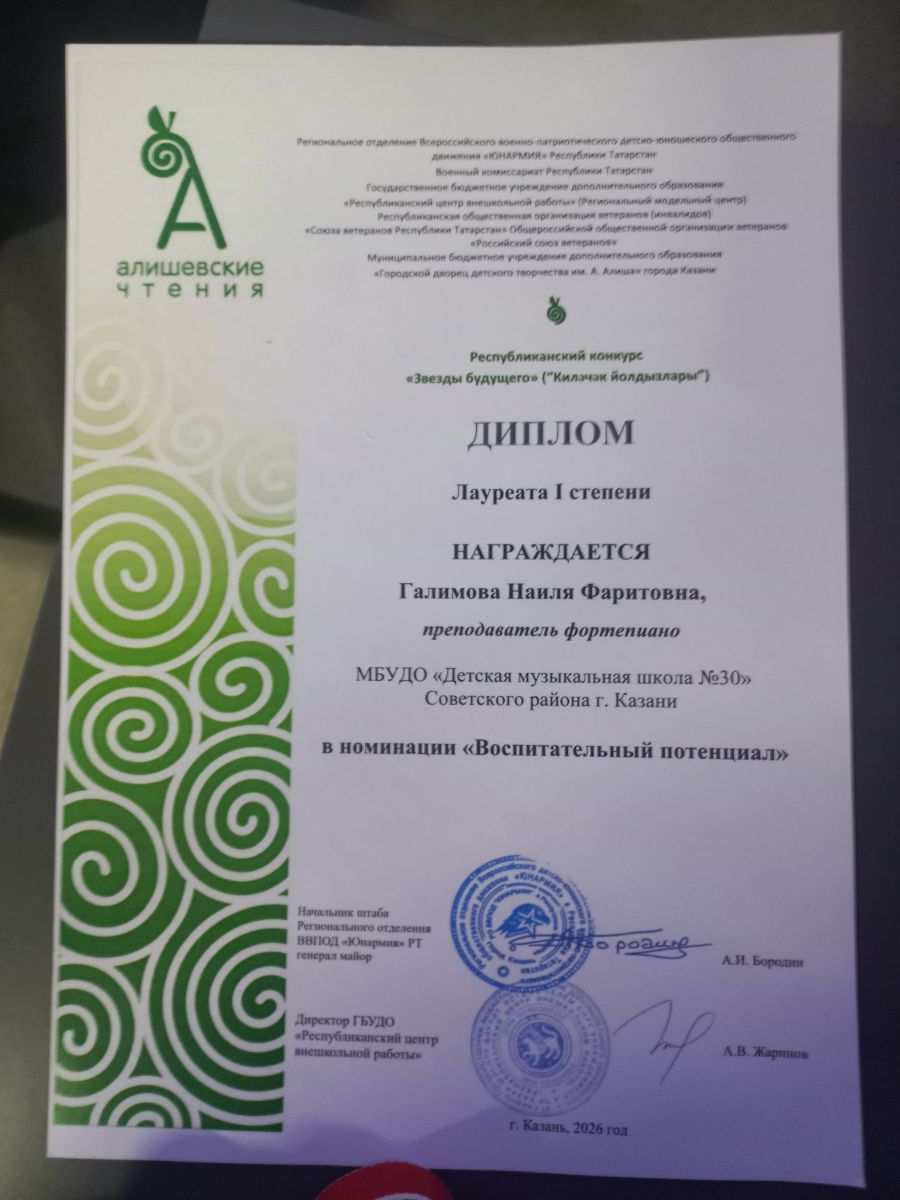 алишевские
чтения
Региональное отделение Всероссийского военно-патриотического детско-юношеского общественного
движения «ЮНАРМИЯ» Республики Татарстан
Военный комиссариат Республики Татарстан
Государственное бюджетное учреждение дополнительного образования
«Республиканский центр внешкольной работы» (Региональный модельный центр)
Республиканская общественная организация ветеранов (инвалидов)
«Союза ветеранов Республики Татарстан» Общероссийской общественной организации ветеранов
«Российский союз ветеранов»
Муниципальное бюджетное учреждение дополнительного образования
«Городской дворец детского творчества им. А. Алиша» города Казани
Республиканский конкурс
«Звезды будущего» ("Киләчәк йолдызлары")
ДИПЛОМ
Лауреата I степени
НАГРАЖДАЕТСЯ
Галимова Наиля Фаритовна,
преподаватель фортепиано
МБУДО «Детская музыкальная школа №30»
Советского района г. Казани
в номинации «Воспитательный потенциал»
Начальник штаба
Регионального отделения
ВВПОД «Юнармия» РТ
генерал майор
А.И. Бородин
Директор ГБУДО
«Республиканский центр
внешкольной работы»
А.В. Жаринов
г. Казань, 2026 год